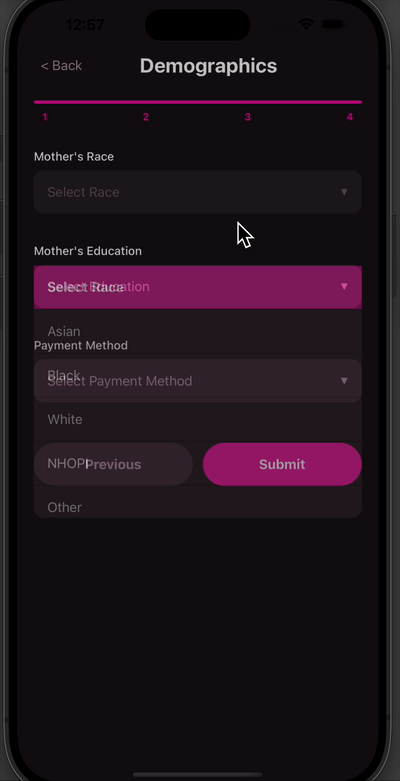 12:57
< Back
Demographics
1 2 3 4
Mother's Race
Select Race
▼
Mother's Education
Select Education
▼
Select Race
Asian
Payment Method
Black
Select Payment Method
▼
White
NHOPI
Previous
Submit
Other